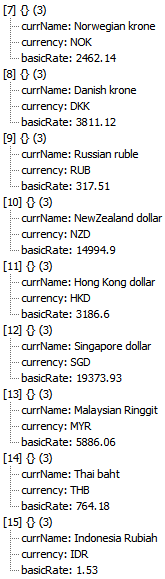 [7] {} (3)
currName: Norwegian krone
currency: NOK
basicRate: 2462.14
[8] {} (3)
currName: Danish krone
currency: DKK
basicRate: 3811.12
[9] {} (3)
currName: Russian ruble
currency: RUB
basicRate: 317.51
[10] {} (3)
currName: NewZealand dollar
currency: NZD
basicRate: 14994.9
[11] {} (3)
currName: Hong Kong dollar
currency: HKD
basicRate: 3186.6
[12] {} (3)
currName: Singapore dollar
currency: SGD
basicRate: 19373.93
[13] {} (3)
currName: Malaysian Ringgit
currency: MYR
basicRate: 5886.06
[14] {} (3)
currName: Thai baht
currency: THB
basicRate: 764.18
[15] {} (3)
currName: Indonesia Rubiah
currency: IDR
basicRate: 1.53